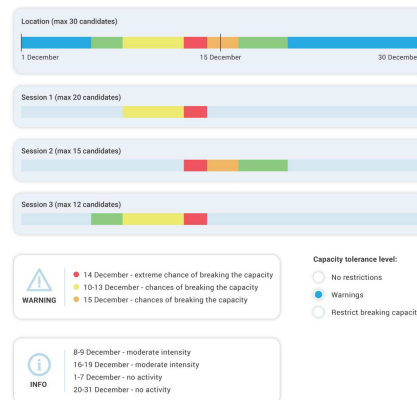 Location (max 30 candidates)
1 December
15 December
30 Decembe
Session 1 (max 20 candidates)
Session 2 (max 15 candidates)
Session 3 (max 12 candidates)
WARNING
14 December - extreme chance of breaking the capacity
10-13 December - chances of breaking the capacity
15 December - chances of breaking the capacity
Capacity tolerance level:
No restrictions
Warnings
Restrict breaking capacit
INFO
8-9 December - moderate intensity
16-19 December - moderate intensity
1-7 December - no activity
20-31 December - no activity